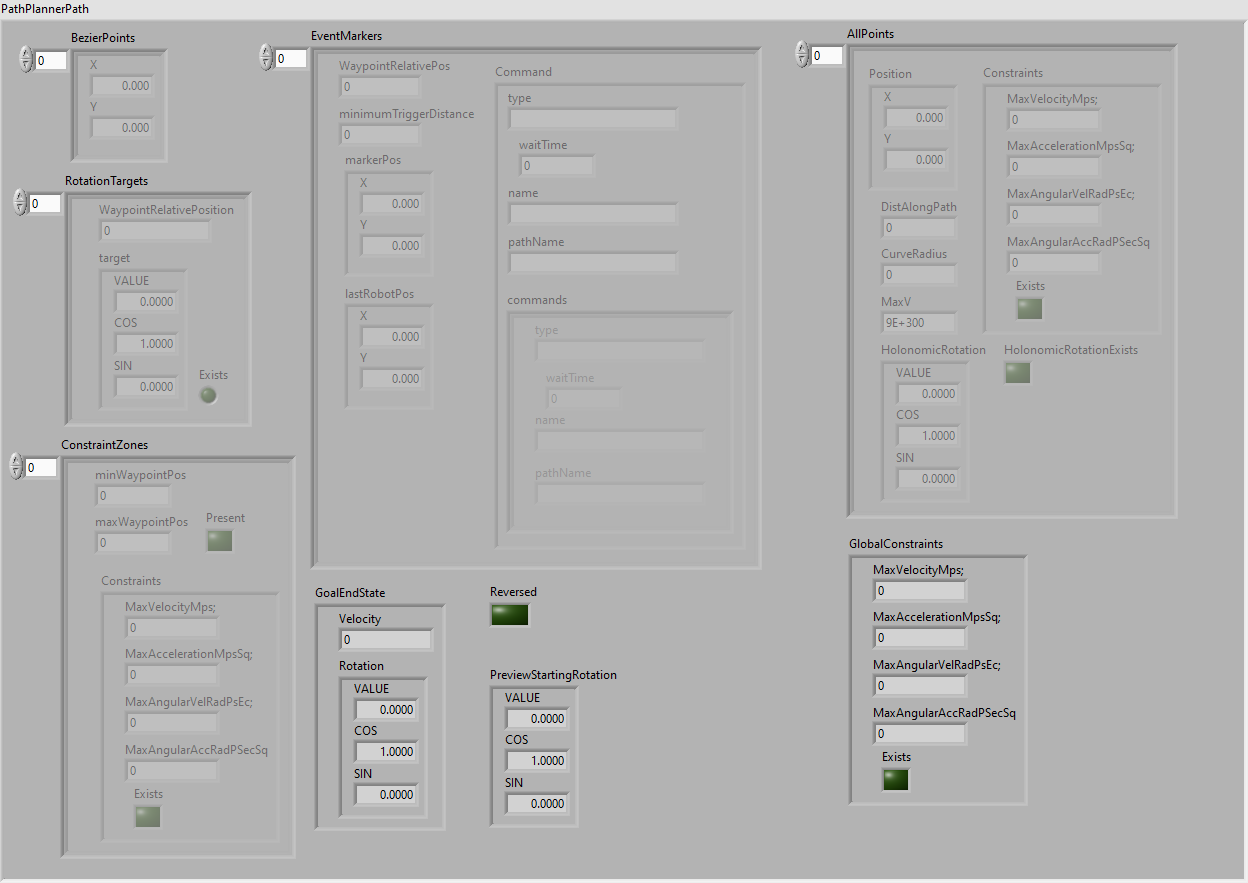 PathPlannerPath
BezierPoints
0
X
0.000
Y
0.000
RotationTargets
0
WaypointRelativePosition
0
target
VALUE
0.0000
COS
1.0000
SIN
0.0000
Exists
ConstraintZones
0
minWaypointPos
0
maxWaypointPos
0
Present
Constraints
MaxVelocityMps;
0
MaxAccelerationMpsSq;
0
MaxAngularVelRadPsEc;
0
MaxAngularAccRadPSecSq
0
Exists
EventMarkers
0
WaypointRelativePos
0
minimumTriggerDistance
0
markerPos
X
0.000
Y
0.000
lastRobotPos
X
0.000
Y
0.000
Command
type
waitTime
0
name
pathName
commands
type
waitTime
0
name
pathName
GoalEndState
Velocity
0
Rotation
VALUE
0.0000
COS
1.0000
SIN
0.0000
Reversed
PreviewStartingRotation
VALUE
0.0000
COS
1.0000
SIN
0.0000
AllPoints
0
Position
X
0.000
Y
0.000
DistAlongPath
0
CurveRadius
0
MaxV
9E+300
HolonomicRotation
VALUE
0.0000
COS
1.0000
SIN
0.0000
Constraints
MaxVelocityMps;
0
MaxAccelerationMpsSq;
0
MaxAngularVelRadPsEc;
0
MaxAngularAccRadPSecSq
0
Exists
HolonomicRotationExists
GlobalConstraints
MaxVelocityMps;
0
MaxAccelerationMpsSq;
0
MaxAngularVelRadPsEc;
0
MaxAngularAccRadPSecSq
0
Exists